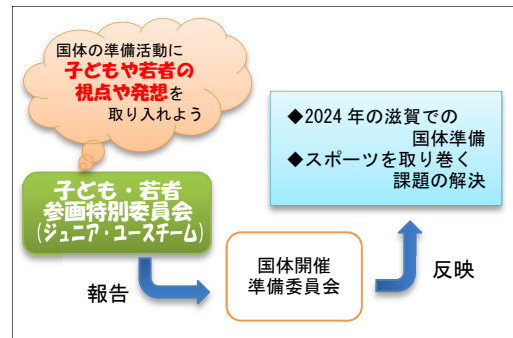 国体の準備活動に
子どもや若者の
視点や発想を
取り入れよう
子ども・若者
参画特別委員会
(ジュニア・ユースチーム)
報告
国体開催
準備委員会
反映
◆2024年の滋賀での
国体準備
◆スポーツを取り巻く
課題の解決